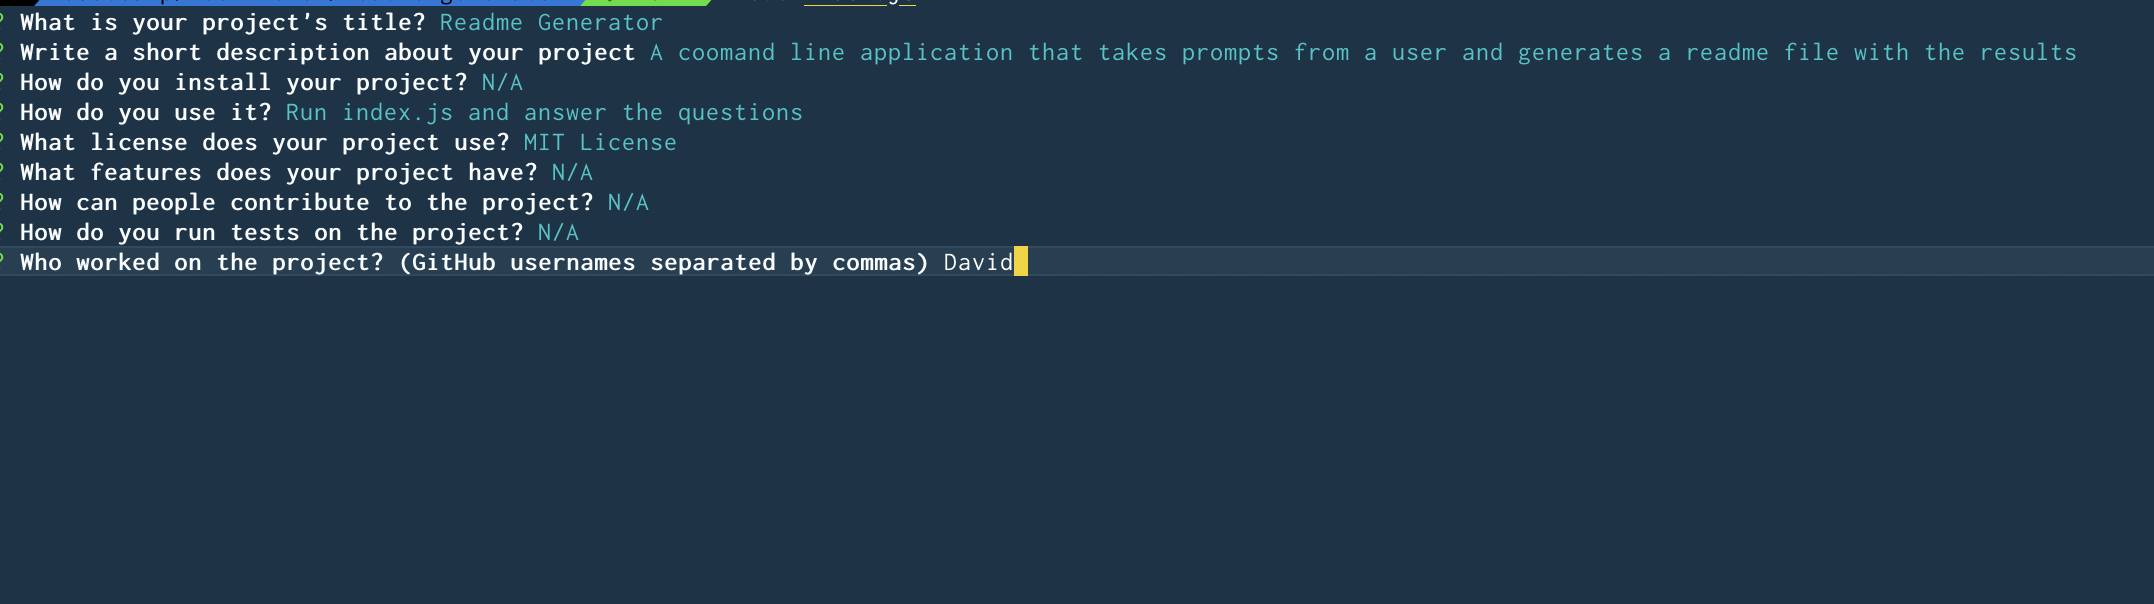 ? What is your project's title? Readme Generator
? Write a short description about your project A coomand line application that takes prompts from a user and generates a readme file with the results
? How do you install your project? N/A
? How do you use it? Run index.js and answer the questions
? What license does your project use? MIT License
? What features does your project have? N/A
? How can people contribute to the project? N/A
? How do you run tests on the project? N/A
? Who worked on the project? (GitHub usernames separated by commas) David